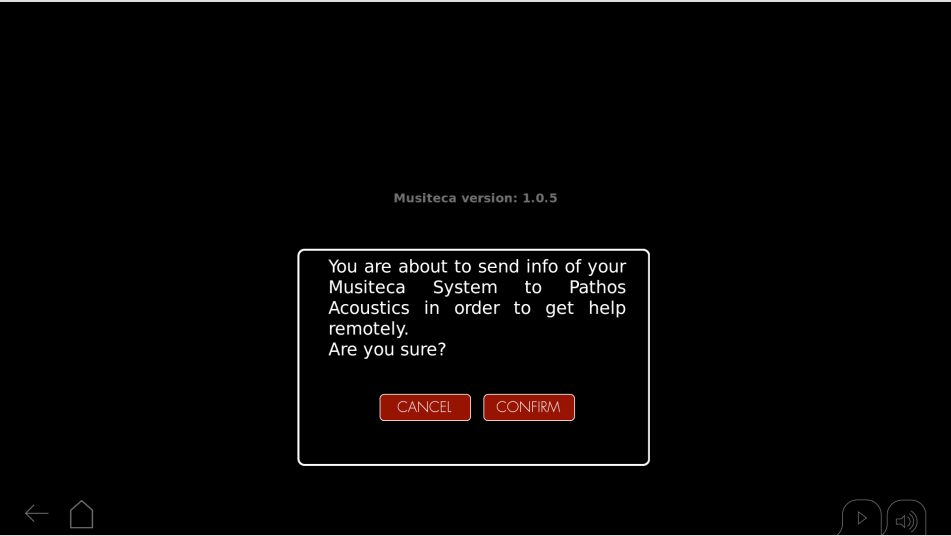 Musiteca version: 1.0.5
You are about to send info of your
Musiteca System to Pathos
Acoustics in order to get help
remotely.
Are you sure?
CANCEL CONFIRM